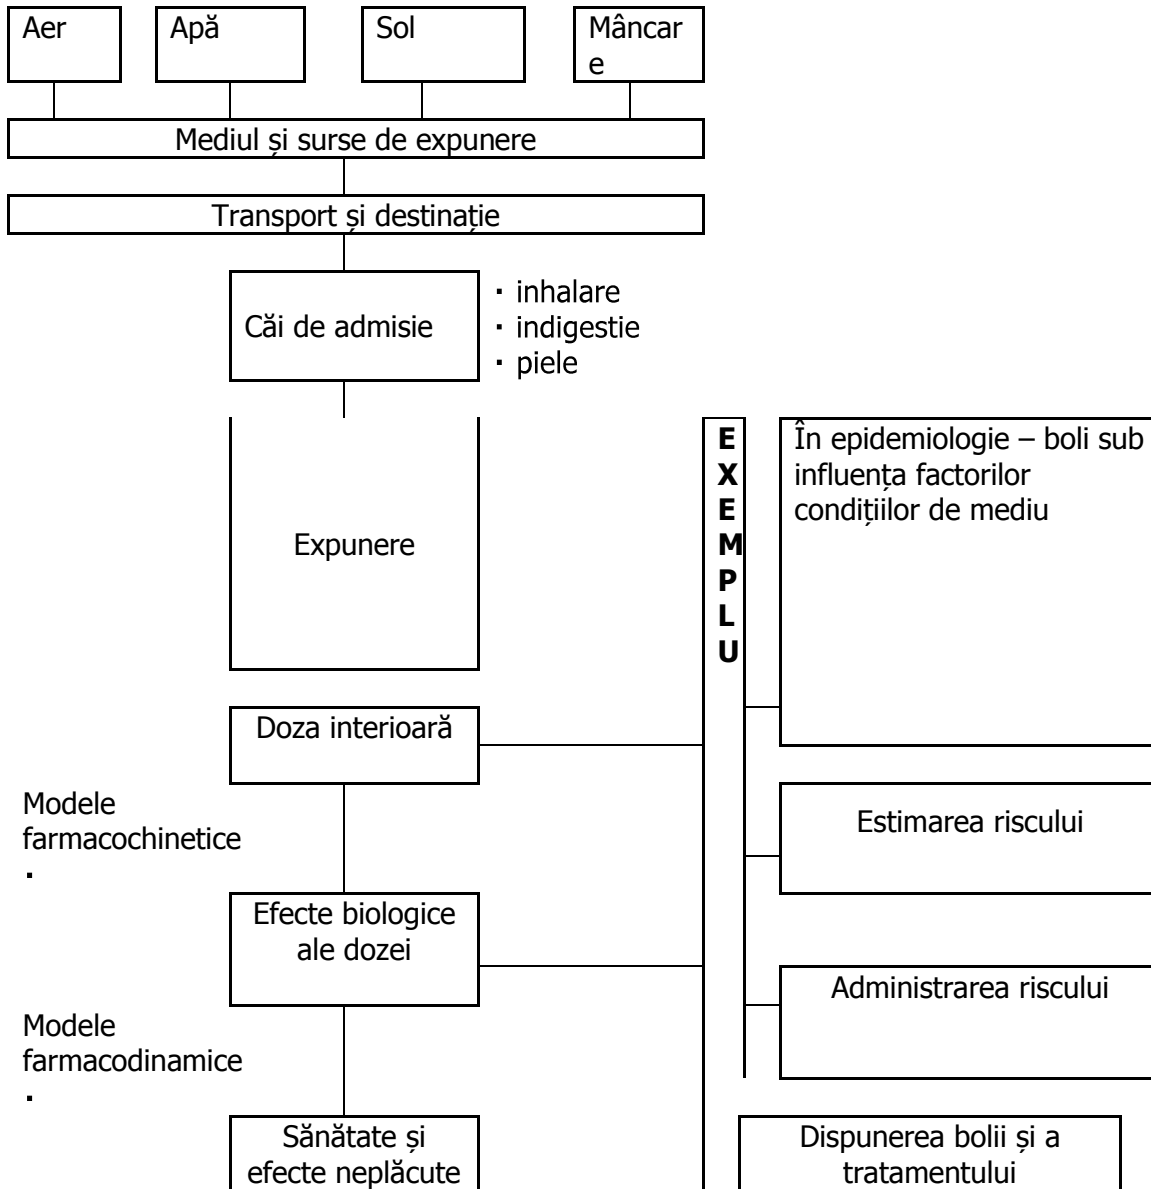 Aer
Apă
Sol
Mâncar
e
Mediul și surse de expunere
Transport și destinație
Căi de admisie
▪ inhalare
▪ indigestie
▪ piele
Expunere
E
X
E
M
P
L
U
În epidemiologie – boli sub
influența factorilor
condițiilor de mediu
Doza interioară
Modele
farmacochinetice
▪
Estimarea riscului
Efecte biologice
ale dozei
Administrarea riscului
Modele
farmacodinamice
▪
Sănătate și
efecte neplăcute
Dispunerea bolii și a
tratamentului